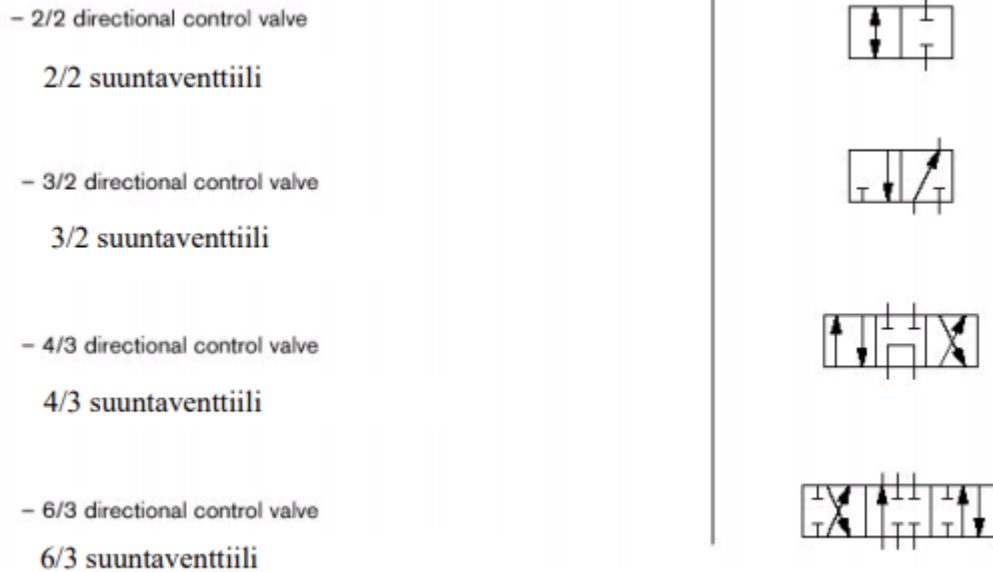 – 2/2 directional control valve
2/2 suuntaventtiili
– 3/2 directional control valve
3/2 suuntaventtiili
– 4/3 directional control valve
4/3 suuntaventtiili
– 6/3 directional control valve
6/3 suuntaventtiili